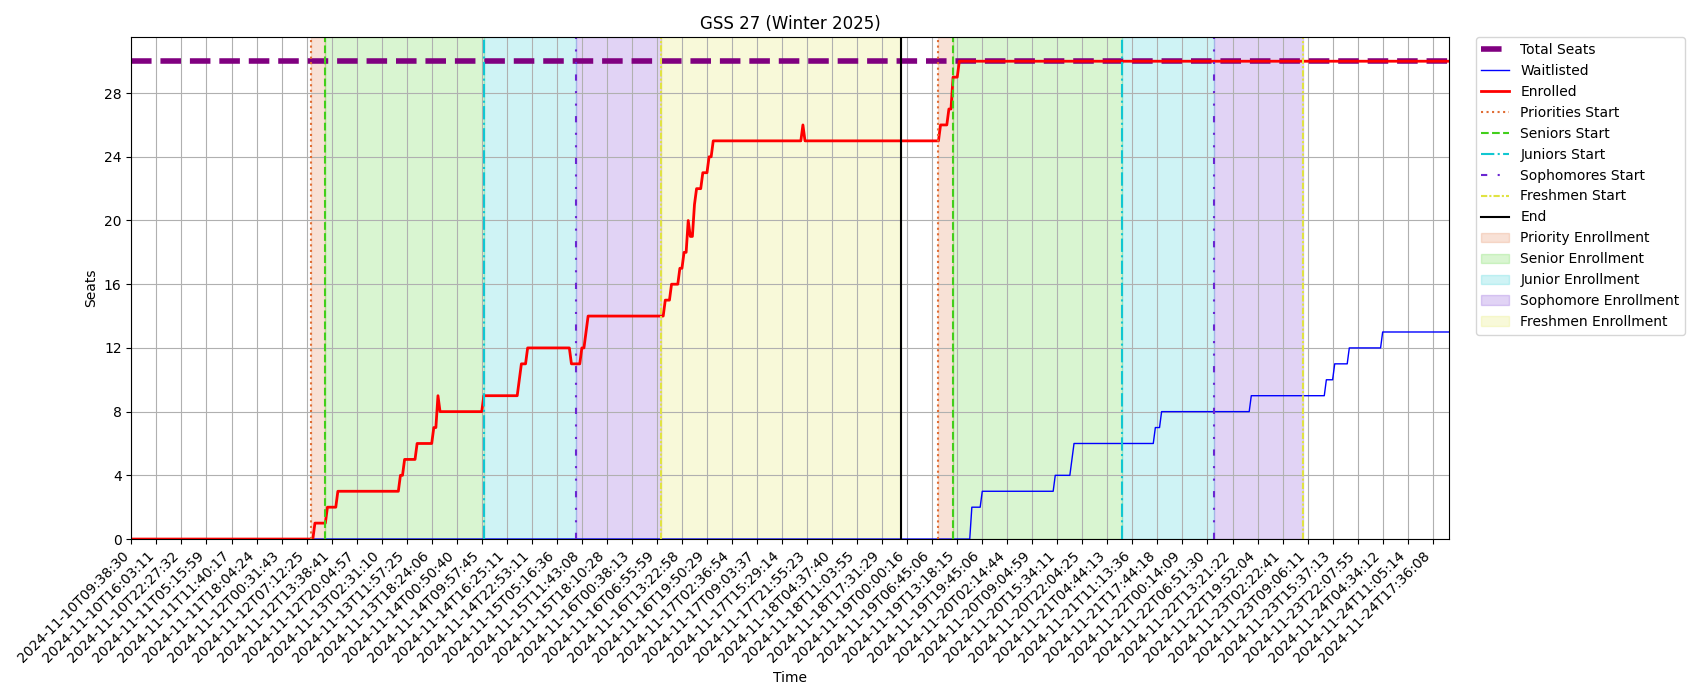 GSS 27 (Winter 2025)
Total Seats
Waitlisted
Enrolled
Priorities Start
Seniors Start
Juniors Start
Sophomores Start
Freshmen Start
End
Priority Enrollment
Senior Enrollment
Junior Enrollment
Sophomore Enrollment
Freshmen Enrollment
Seats
28
24
20
16
12
8
4
0
2024-11-10T09:38:30
2024-11-10T16:03:11
2024-11-10T22:27:32
2024-11-11T05:15:59
2024-11-11T11:40:17
2024-11-11T18:04:24
2024-11-12T00:31:43
2024-11-12T07:12:25
2024-11-12T13:38:41
2024-11-12T20:04:57
2024-11-13T02:31:10
2024-11-13T11:57:25
2024-11-13T18:24:06
2024-11-14T00:50:40
2024-11-14T09:57:45
2024-11-14T16:25:11
2024-11-14T22:53:11
2024-11-15T05:16:36
2024-11-15T11:43:08
2024-11-15T18:10:28
2024-11-16T00:38:13
2024-11-16T06:55:59
2024-11-16T13:22:58
2024-11-16T19:50:29
2024-11-17T02:36:54
2024-11-17T09:03:37
2024-11-17T15:29:14
2024-11-17T21:55:23
2024-11-18T04:37:40
2024-11-18T11:03:55
2024-11-18T17:31:29
2024-11-19T00:00:16
2024-11-19T06:45:06
2024-11-19T13:18:15
2024-11-19T19:45:06
2024-11-20T02:14:44
2024-11-20T09:04:59
2024-11-20T15:34:11
2024-11-20T22:04:25
2024-11-21T04:44:13
2024-11-21T11:13:36
2024-11-21T17:44:18
2024-11-22T00:14:09
2024-11-22T06:51:30
2024-11-22T13:21:22
2024-11-22T19:52:04
2024-11-23T02:22:41
2024-11-23T09:06:11
2024-11-23T15:37:13
2024-11-23T22:07:55
2024-11-24T04:34:12
2024-11-24T11:05:14
2024-11-24T17:36:08
Time